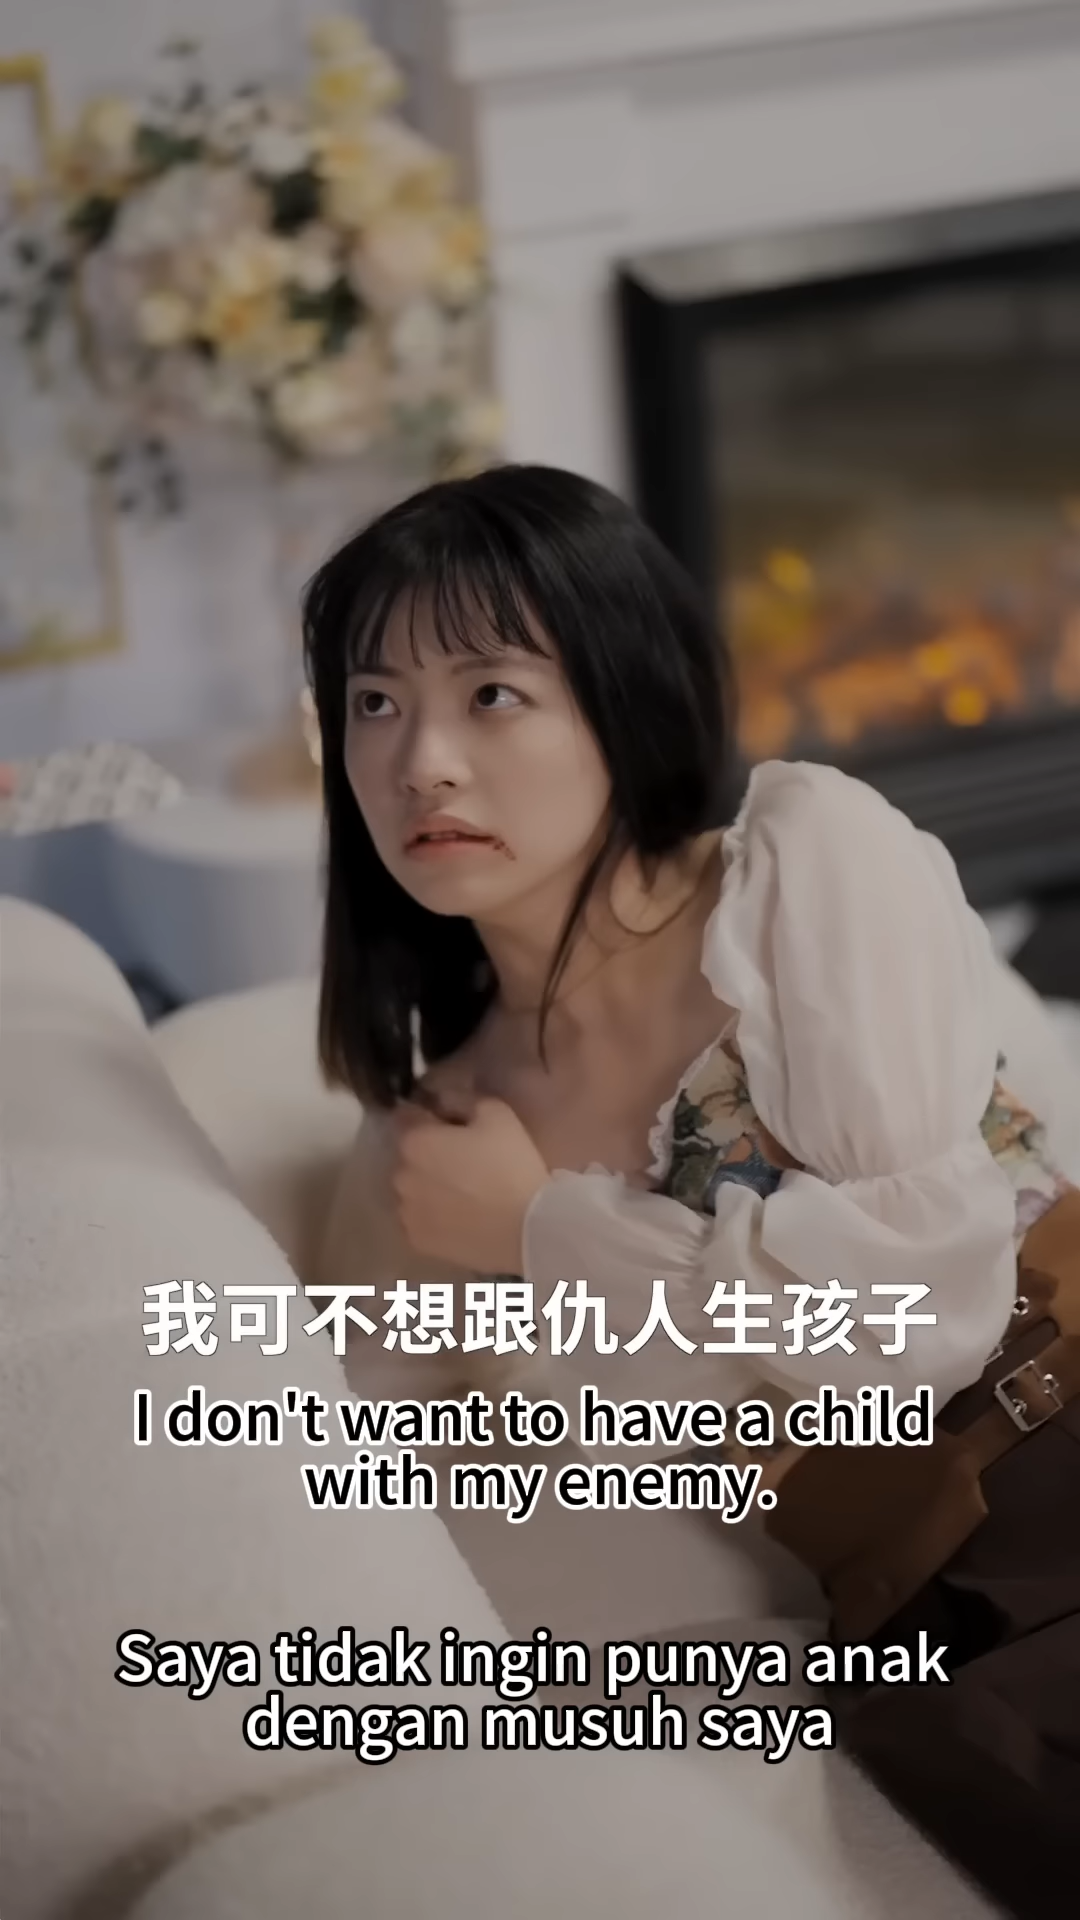 我可不想跟仇人生孩子
I don't want to have a child
with my enemy.
Saya tidak ingin punya anak
dengan musuh saya